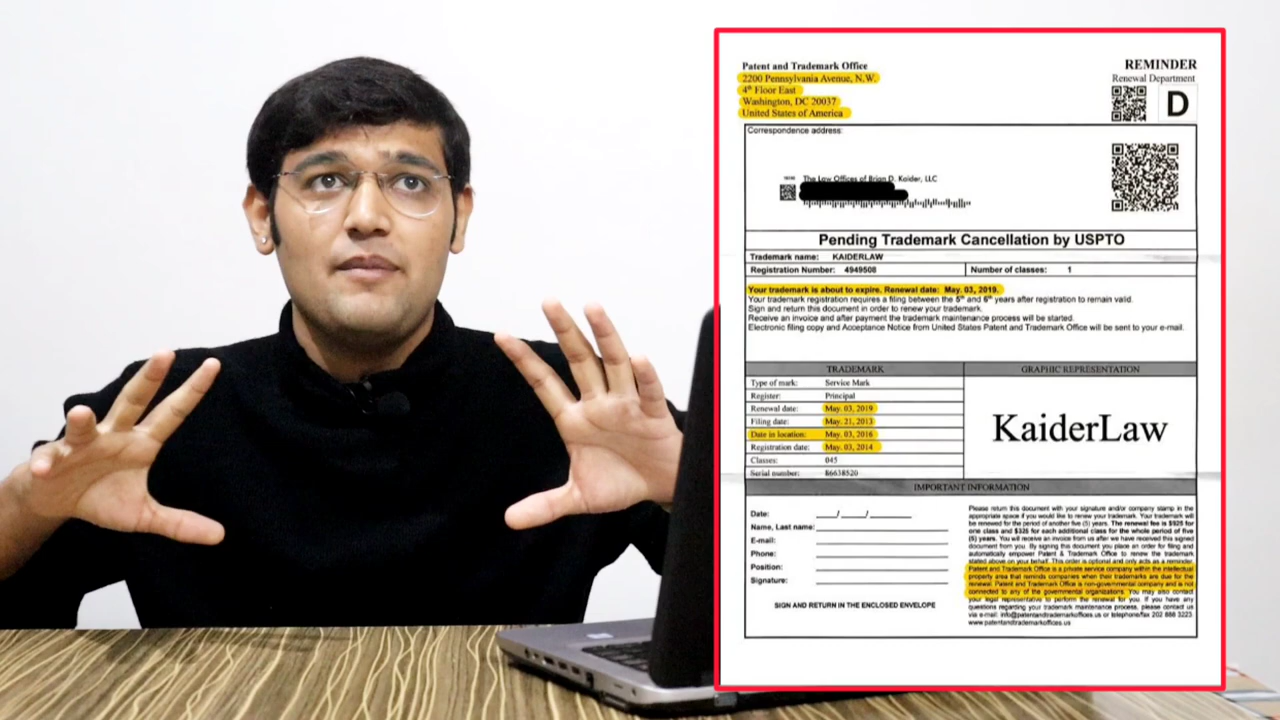 Patent and Trademark Office
2200 Pennsylvania Avenue, N.W.
4th Floor East
Washington, DC 20037
United States of America
REMINDER
Renewal Department
D
Correspondence address:
The Law Offices of Brian D. Kaider, LLC
Pending Trademark Cancellation by USPTO
Trademark name: KAIDERLAW
Registration Number: 4949508
Number of classes: 1
Your trademark is about to expire. Renewal date: May. 03, 2019.
Your trademark registration requires a filing between the 5th and 6th years after registration to remain valid.
Sign and return this document in order to renew your trademark.
Receive an invoice and after payment the trademark maintenance process will be started.
Electronic filing copy and Acceptance Notice from United States Patent and Trademark Office will be sent to your e-mail.
TRADEMARK
Type of mark: Service Mark
Register: Principal
Renewal date: May. 03, 2019
Filing date: May. 21, 2013
Date in location: May. 03, 2016
Registration date: May. 03, 2014
Classes: 045
Serial number: 86638520
GRAPHIC REPRESENTATION
KaiderLaw
IMPORTANT INFORMATION
Date: ___/___/______
Name, Last name:
E-mail:
Phone:
Position:
Signature:
SIGN AND RETURN IN THE ENCLOSED ENVELOPE
Please return this document with your signature and/or company stamp in the
appropriate space if you would like to renew your trademark. Your trademark will
be renewed for the period of another five (5) years. The renewal fee is $925 for
one class and $325 for each additional class for the whole period of five
(5) years. You will receive an invoice from us after we have received this signed
document from you. By signing this document you place an order for filing and
automatically empower Patent & Trademark Office to renew the trademark
stated above on your behalf. This order is optional and only acts as a reminder.
Patent and Trademark Office is a private service company within the intellectual
property area that reminds companies when their trademarks are due for the
renewal. Patent and Trademark Office is non-governmental company and is not
connected to any of the governmental organizations. You may also contact
your legal representative to perform the renewal for you. If you have any
questions regarding your trademark maintenance process, please contact us
via e-mail: info@patentandtrademarkoffices.us or telephone/fax 202 888 3223.
www.patentandtrademarkoffices.us